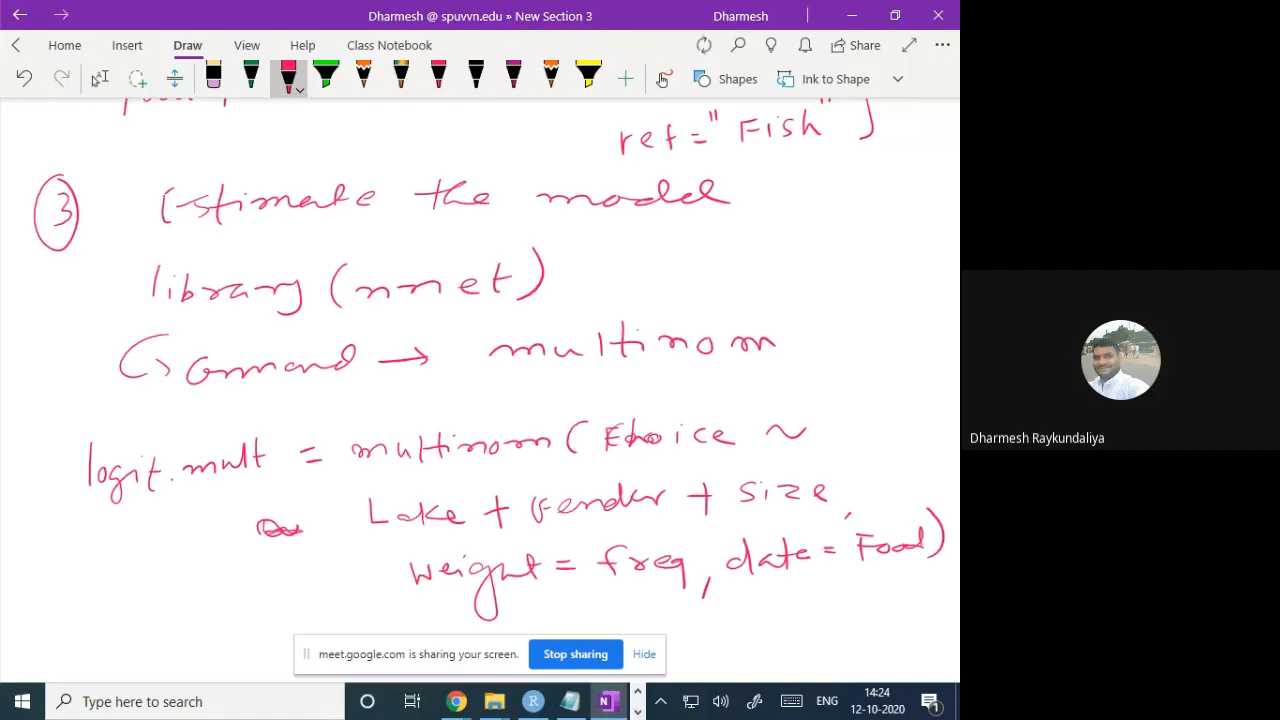 Dharmesh @ spuvvn.edu » New Section 3
Dharmesh
Home Insert Draw View Help Class Notebook
Share
Shapes
Ink to Shape
ref="Fish")
3 Estimate the model
library(nnet)
Command → multinom
logit.mult = multinom( choice ~
Lake + Gender + Size,
weight = freq, data = Food)
Dharmesh Raykundaliya
meet.google.com is sharing your screen. Stop sharing Hide
Type here to search
ENG
14:24
12-10-2020
1